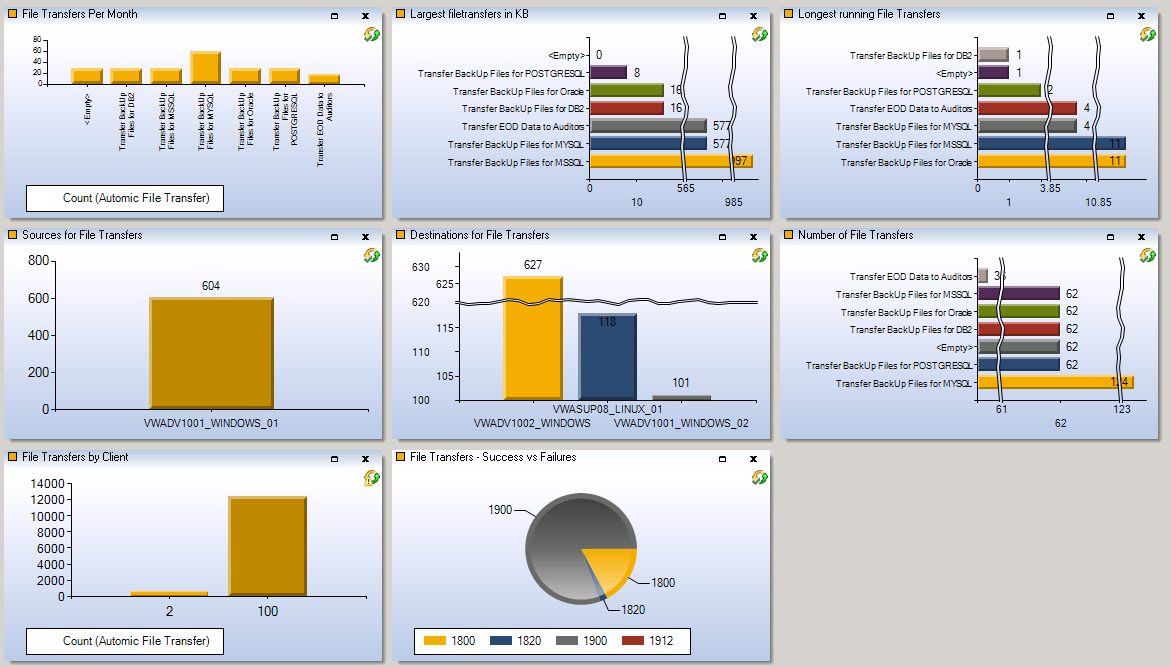 File Transfers Per Month
80
60
40
20
0
<Empty>
Transfer BackUp
Files for DB2
Transfer BackUp
Files for MSSQL
Transfer BackUp
Files for MYSQL
Transfer BackUp
Files for Oracle
Transfer BackUp
Files for
POSTGRESQL
Transfer EOD Data to
Auditors
Count (Automic File Transfer)
Largest filetransfers in KB
<Empty> 0
Transfer BackUp Files for POSTGRESQL 8
Transfer BackUp Files for Oracle 16
Transfer BackUp Files for DB2 16
Transfer EOD Data to Auditors 577
Transfer BackUp Files for MYSQL 577
Transfer BackUp Files for MSSQL 997
0 565
10 985
Longest running File Transfers
Transfer BackUp Files for DB2 1
<Empty> 1
Transfer BackUp Files for POSTGRESQL 2
Transfer EOD Data to Auditors 4
Transfer BackUp Files for MYSQL 4
Transfer BackUp Files for MSSQL 11
Transfer BackUp Files for Oracle 11
0 3.85
1 10.85
Sources for File Transfers
800
600
400
200
0
604
VWADV1001_WINDOWS_01
Destinations for File Transfers
630
625
620
115
110
105
100
627
118
101
VWASUP08_LINUX_01
VWADV1002_WINDOWS VWADV1001_WINDOWS_02
Number of File Transfers
Transfer EOD Data to Auditors 36
Transfer BackUp Files for MSSQL 62
Transfer BackUp Files for Oracle 62
Transfer BackUp Files for DB2 62
<Empty> 62
Transfer BackUp Files for POSTGRESQL 62
Transfer BackUp Files for MYSQL 124
61 123
62
File Transfers by Client
14000
12000
10000
8000
6000
4000
2000
0
2 100
Count (Automic File Transfer)
File Transfers - Success vs Failures
1900
1800
1820
1800 1820 1900 1912